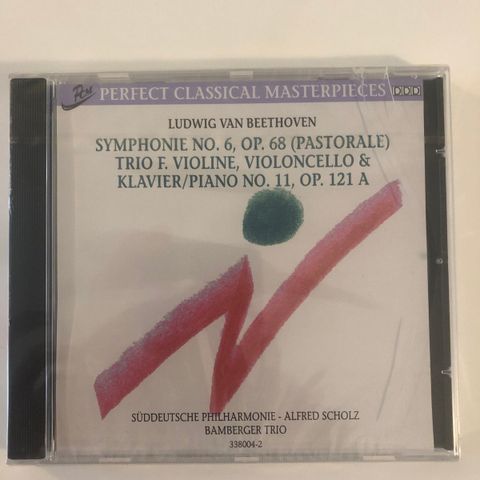 PCM PERFECT CLASSICAL MASTERPIECES DDD
LUDWIG VAN BEETHOVEN
SYMPHONIE NO. 6, OP. 68 (PASTORALE)
TRIO F. VIOLINE, VIOLONCELLO &
KLAVIER/PIANO NO. 11, OP. 121 A
SÜDDEUTSCHE PHILHARMONIE - ALFRED SCHOLZ
BAMBERGER TRIO
338004-2